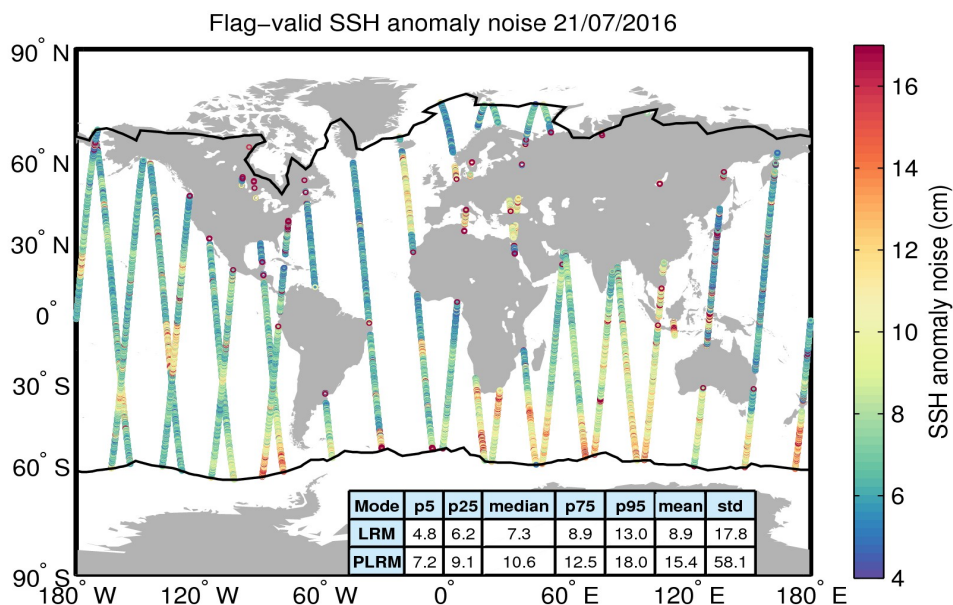 Flag−valid SSH anomaly noise 21/07/2016
90° N
60° N
30° N
0°
30° S
60° S
90° S
180° W
120° W
60° W
0°
60° E
120° E
180° E
16
14
12
10
8
6
4
SSH anomaly noise (cm)
Mode p5 p25 median p75 p95 mean std
LRM 4.8 6.2 7.3 8.9 13.0 8.9 17.8
PLRM 7.2 9.1 10.6 12.5 18.0 15.4 58.1